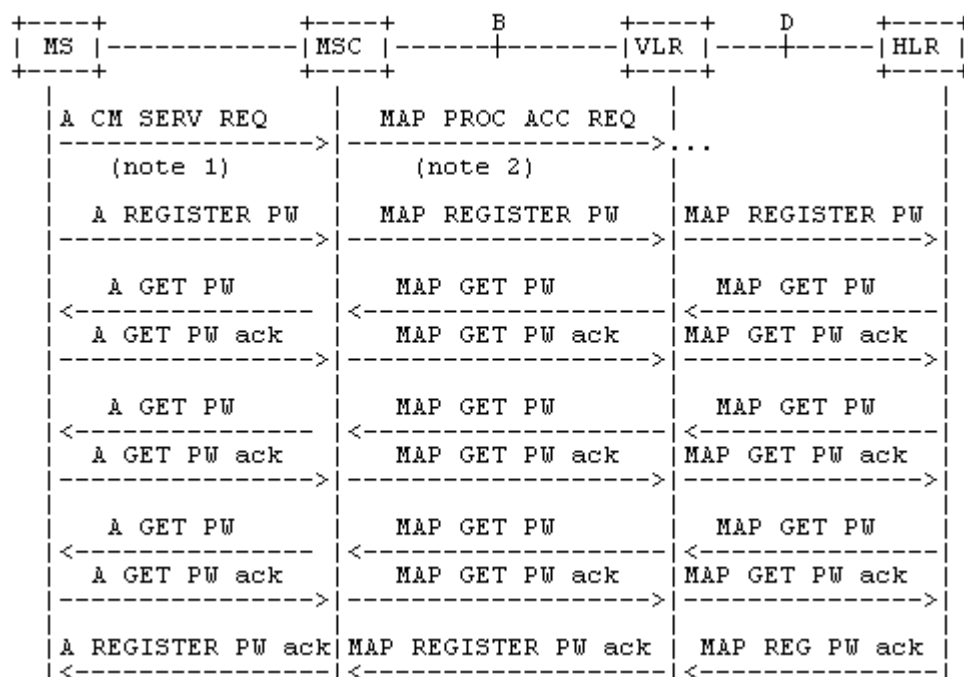 B D
MS MSC VLR HLR
A CM SERV REQ MAP PROC ACC REQ
...
(note 1) (note 2)
A REGISTER PW MAP REGISTER PW MAP REGISTER PW
A GET PW MAP GET PW MAP GET PW
A GET PW ack MAP GET PW ack MAP GET PW ack
A GET PW MAP GET PW MAP GET PW
A GET PW ack MAP GET PW ack MAP GET PW ack
A GET PW MAP GET PW MAP GET PW
A GET PW ack MAP GET PW ack MAP GET PW ack
A REGISTER PW ack MAP REGISTER PW ack MAP REG PW ack